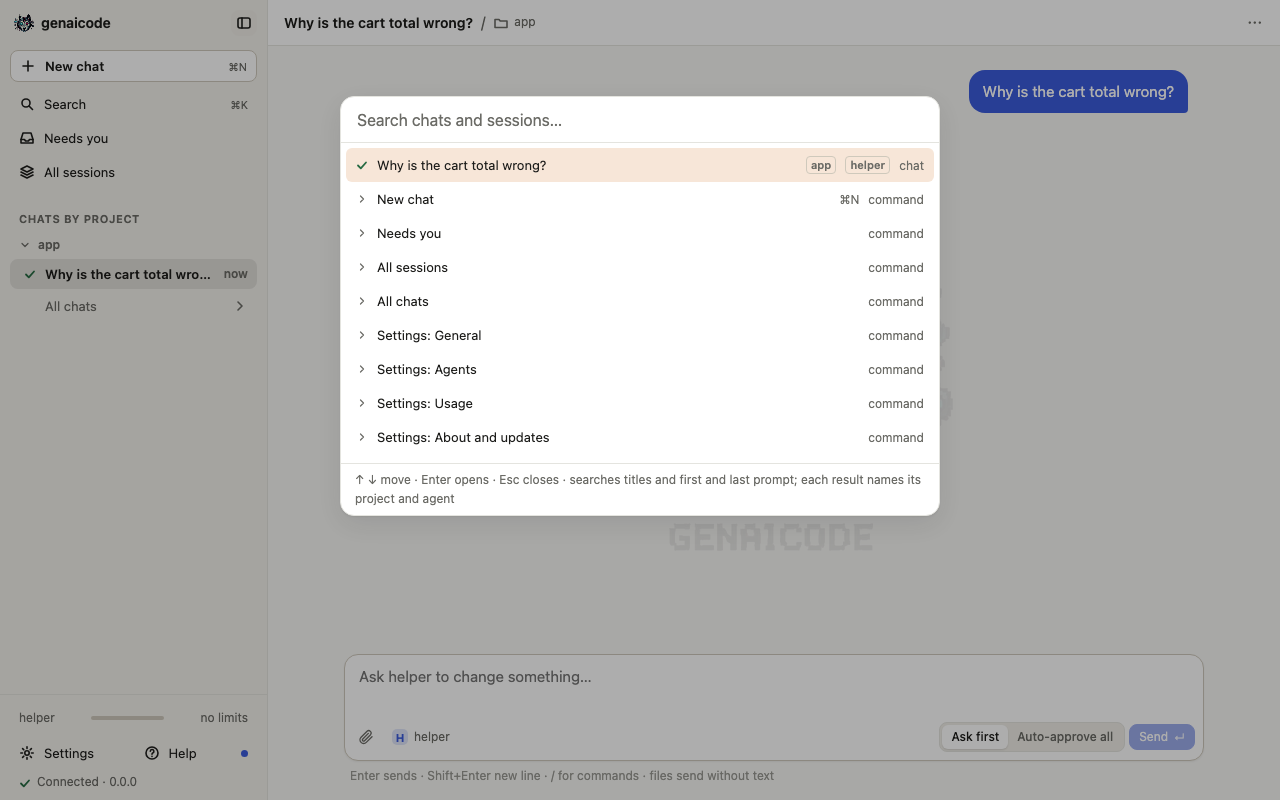 genaicode
New chat ⌘N
Search ⌘K
Needs you
All sessions
CHATS BY PROJECT
app
Why is the cart total wro... now
All chats
helper no limits
Settings Help
Connected · 0.0.0
Why is the cart total wrong? / app
Why is the cart total wrong?
Search chats and sessions...
Why is the cart total wrong? app helper chat
New chat ⌘N command
Needs you command
All sessions command
All chats command
Settings: General command
Settings: Agents command
Settings: Usage command
Settings: About and updates command
↑ ↓ move · Enter opens · Esc closes · searches titles and first and last prompt; each result names its
project and agent
GENAICODE
Ask helper to change something...
H helper Ask first Auto-approve all Send ↵
Enter sends · Shift+Enter new line · / for commands · files send without text